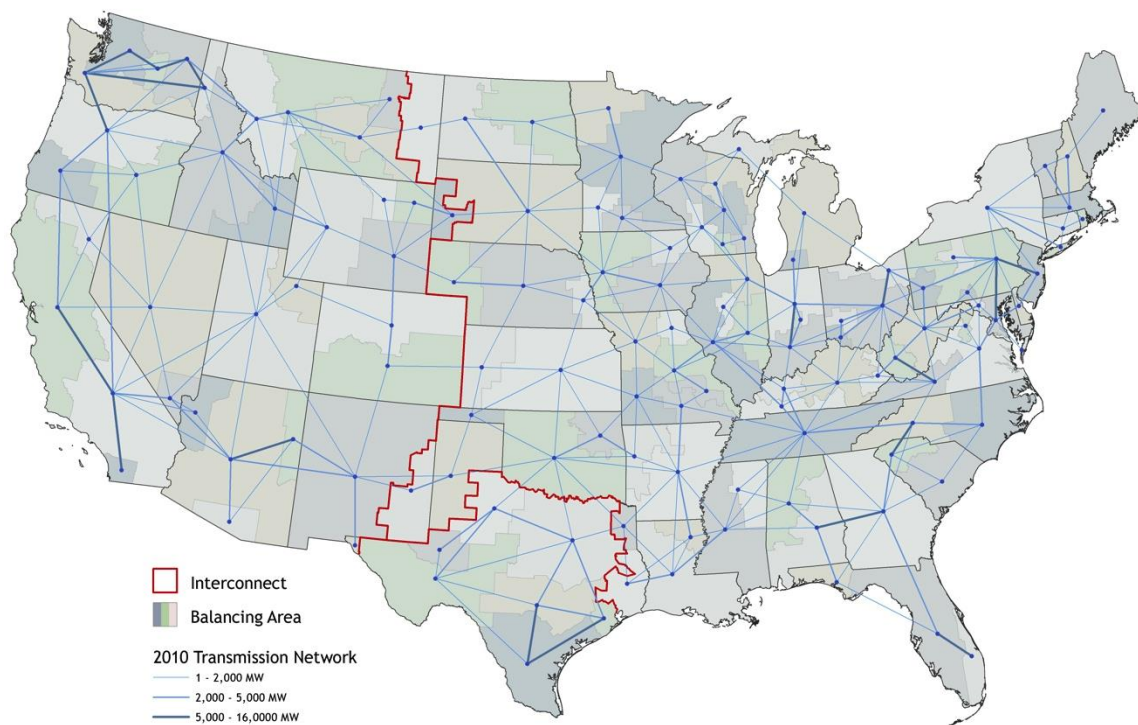 Interconnect
Balancing Area
2010 Transmission Network
1 - 2,000 MW
2,000 - 5,000 MW
5,000 - 16,0000 MW